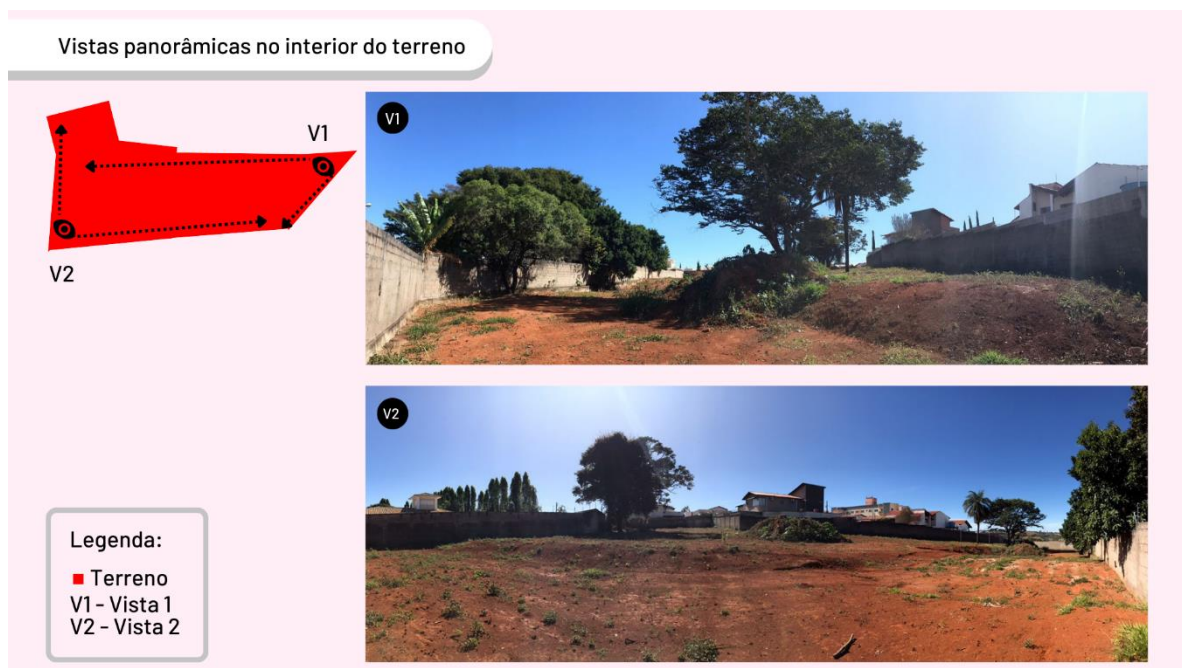 Vistas panorâmicas no interior do terreno
V1
V2
V1
V2
Legenda:
Terreno
V1 - Vista 1
V2 - Vista 2